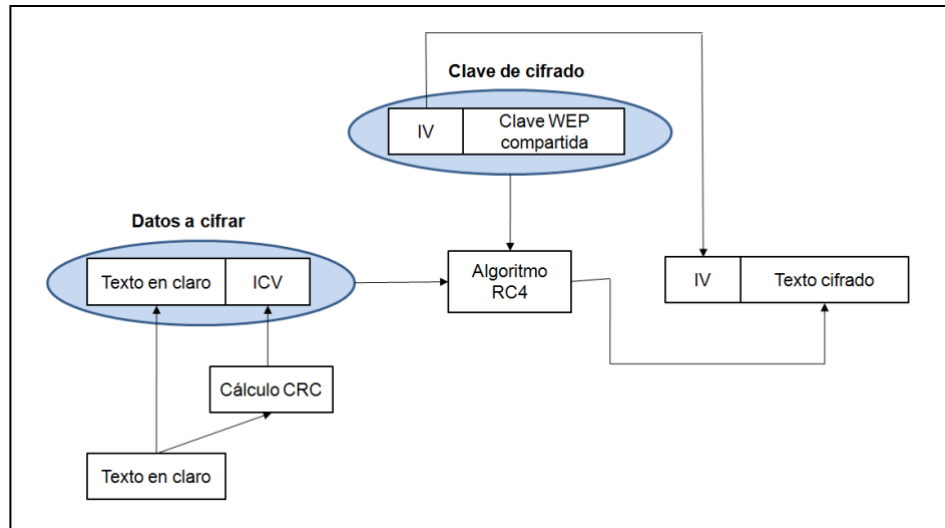 Clave de cifrado
IV
Clave WEP
compartida
Datos a cifrar
Texto en claro
ICV
Algoritmo
RC4
IV
Texto cifrado
Cálculo CRC
Texto en claro